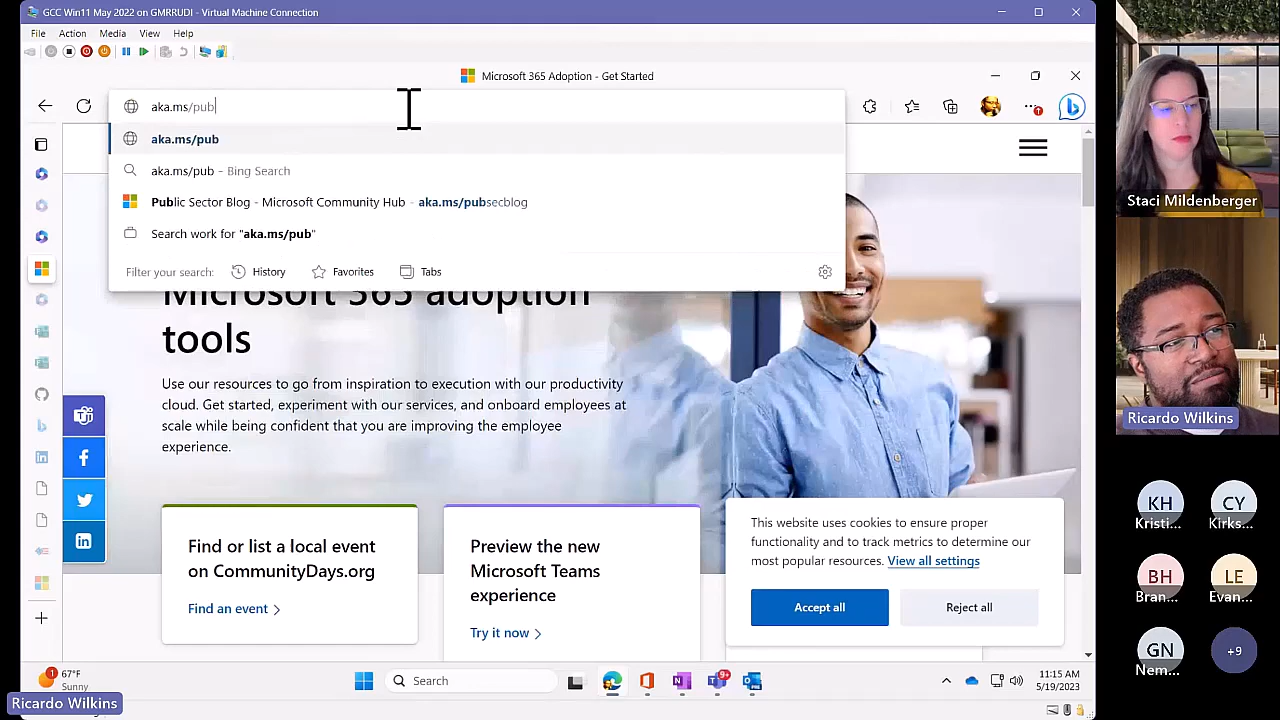 GCC Win11 May 2022 on GMRRUDI - Virtual Machine Connection
File Action Media View Help
Microsoft 365 Adoption - Get Started
aka.ms/pub
aka.ms/pub
aka.ms/pub - Bing Search
Public Sector Blog - Microsoft Community Hub - aka.ms/pubsecblog
Search work for "aka.ms/pub"
Filter your search: History Favorites Tabs
Microsoft 365 adoption
tools
Use our resources to go from inspiration to execution with our productivity
cloud. Get started, experiment with our services, and onboard employees at
scale while being confident that you are improving the employee
experience.
Find or list a local event
on CommunityDays.org
Find an event
Preview the new
Microsoft Teams
experience
Try it now
This website uses cookies to ensure proper
functionality and to track metrics to determine our
most popular resources. View all settings
Accept all
Reject all
1
67°F
Sunny
Search
9+
11:15 AM
5/19/2023
Ricardo Wilkins
Staci Mildenberger
Ricardo Wilkins
KH
Kristi...
CY
Kirks...
BH
Bran...
LE
Evan...
GN
Nem...
+9